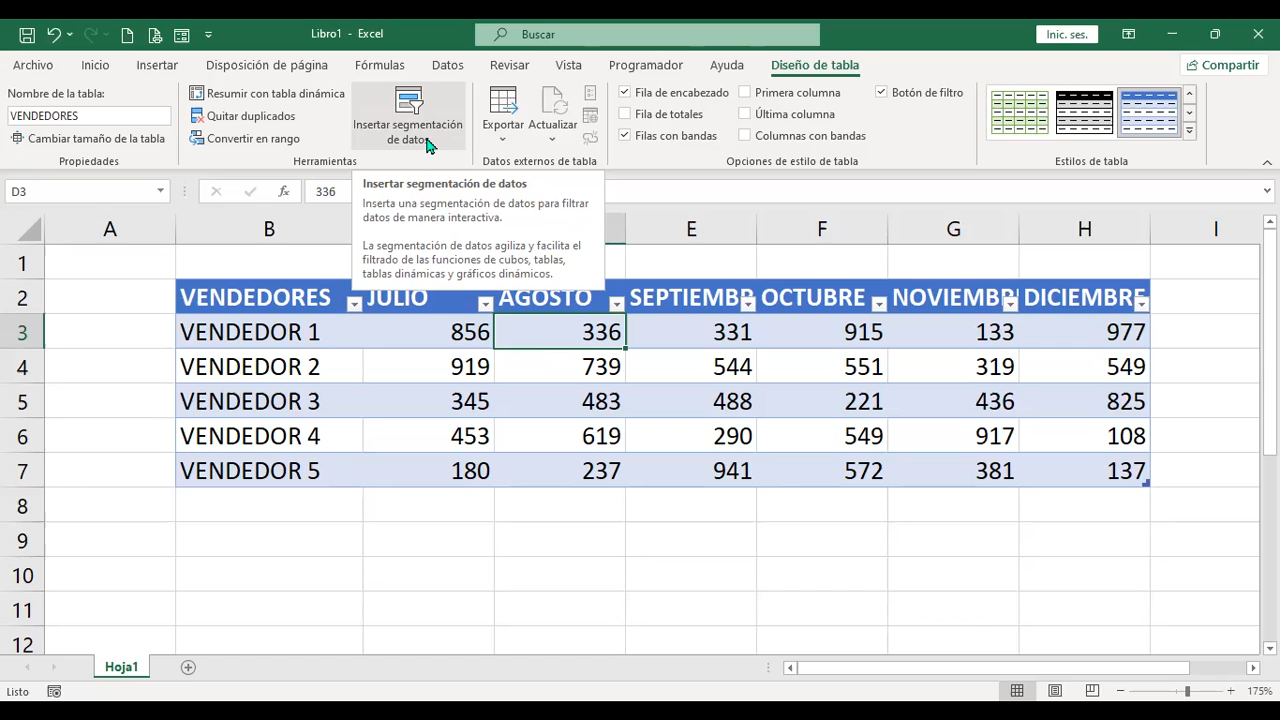 Libro1 - Excel
Buscar
Inic. ses.
Archivo Inicio Insertar Disposición de página Fórmulas Datos Revisar Vista Programador Ayuda Diseño de tabla Compartir
Nombre de la tabla:
VENDEDORES
Cambiar tamaño de la tabla
Propiedades
Resumir con tabla dinámica
Quitar duplicados
Convertir en rango
Insertar segmentación
de datos
Herramientas
Exportar Actualizar
Datos externos de tabla
Fila de encabezado Primera columna Botón de filtro
Fila de totales Última columna
Filas con bandas Columnas con bandas
Opciones de estilo de tabla
Estilos de tabla
D3 fx 336
Insertar segmentación de datos
Inserta una segmentación de datos para filtrar
datos de manera interactiva.
La segmentación de datos agiliza y facilita el
filtrado de las funciones de cubos, tablas,
tablas dinámicas y gráficos dinámicos.
A B E F G H I
1
2 VENDEDORES JULIO AGOSTO SEPTIEMBR OCTUBRE NOVIEMBR DICIEMBRE
3 VENDEDOR 1 856 336 331 915 133 977
4 VENDEDOR 2 919 739 544 551 319 549
5 VENDEDOR 3 345 483 488 221 436 825
6 VENDEDOR 4 453 619 290 549 917 108
7 VENDEDOR 5 180 237 941 572 381 137
8
9
10
11
12
Hoja1
Listo 175%